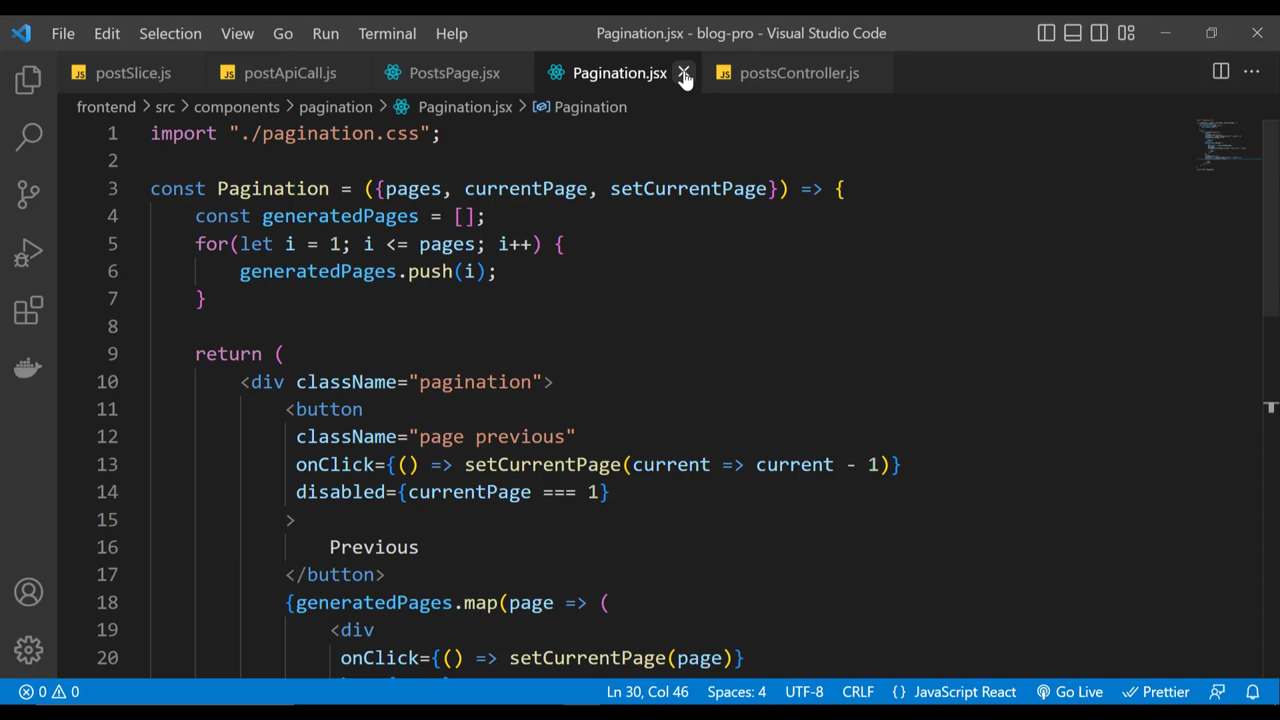 File Edit Selection View Go Run Terminal Help Pagination.jsx - blog-pro - Visual Studio Code
JS postSlice.js JS postApiCall.js PostsPage.jsx Pagination.jsx JS postsController.js
frontend > src > components > pagination > Pagination.jsx > Pagination
1 import "./pagination.css";
2
3 const Pagination = ({pages, currentPage, setCurrentPage}) => {
4 const generatedPages = [];
5 for(let i = 1; i <= pages; i++) {
6 generatedPages.push(i);
7 }
8
9 return (
10 <div className="pagination">
11 <button
12 className="page previous"
13 onClick={() => setCurrentPage(current => current - 1)}
14 disabled={currentPage === 1}
15 >
16 Previous
17 </button>
18 {generatedPages.map(page => (
19 <div
20 onClick={() => setCurrentPage(page)}
0 0 Ln 30, Col 46 Spaces: 4 UTF-8 CRLF {} JavaScript React Go Live Prettier